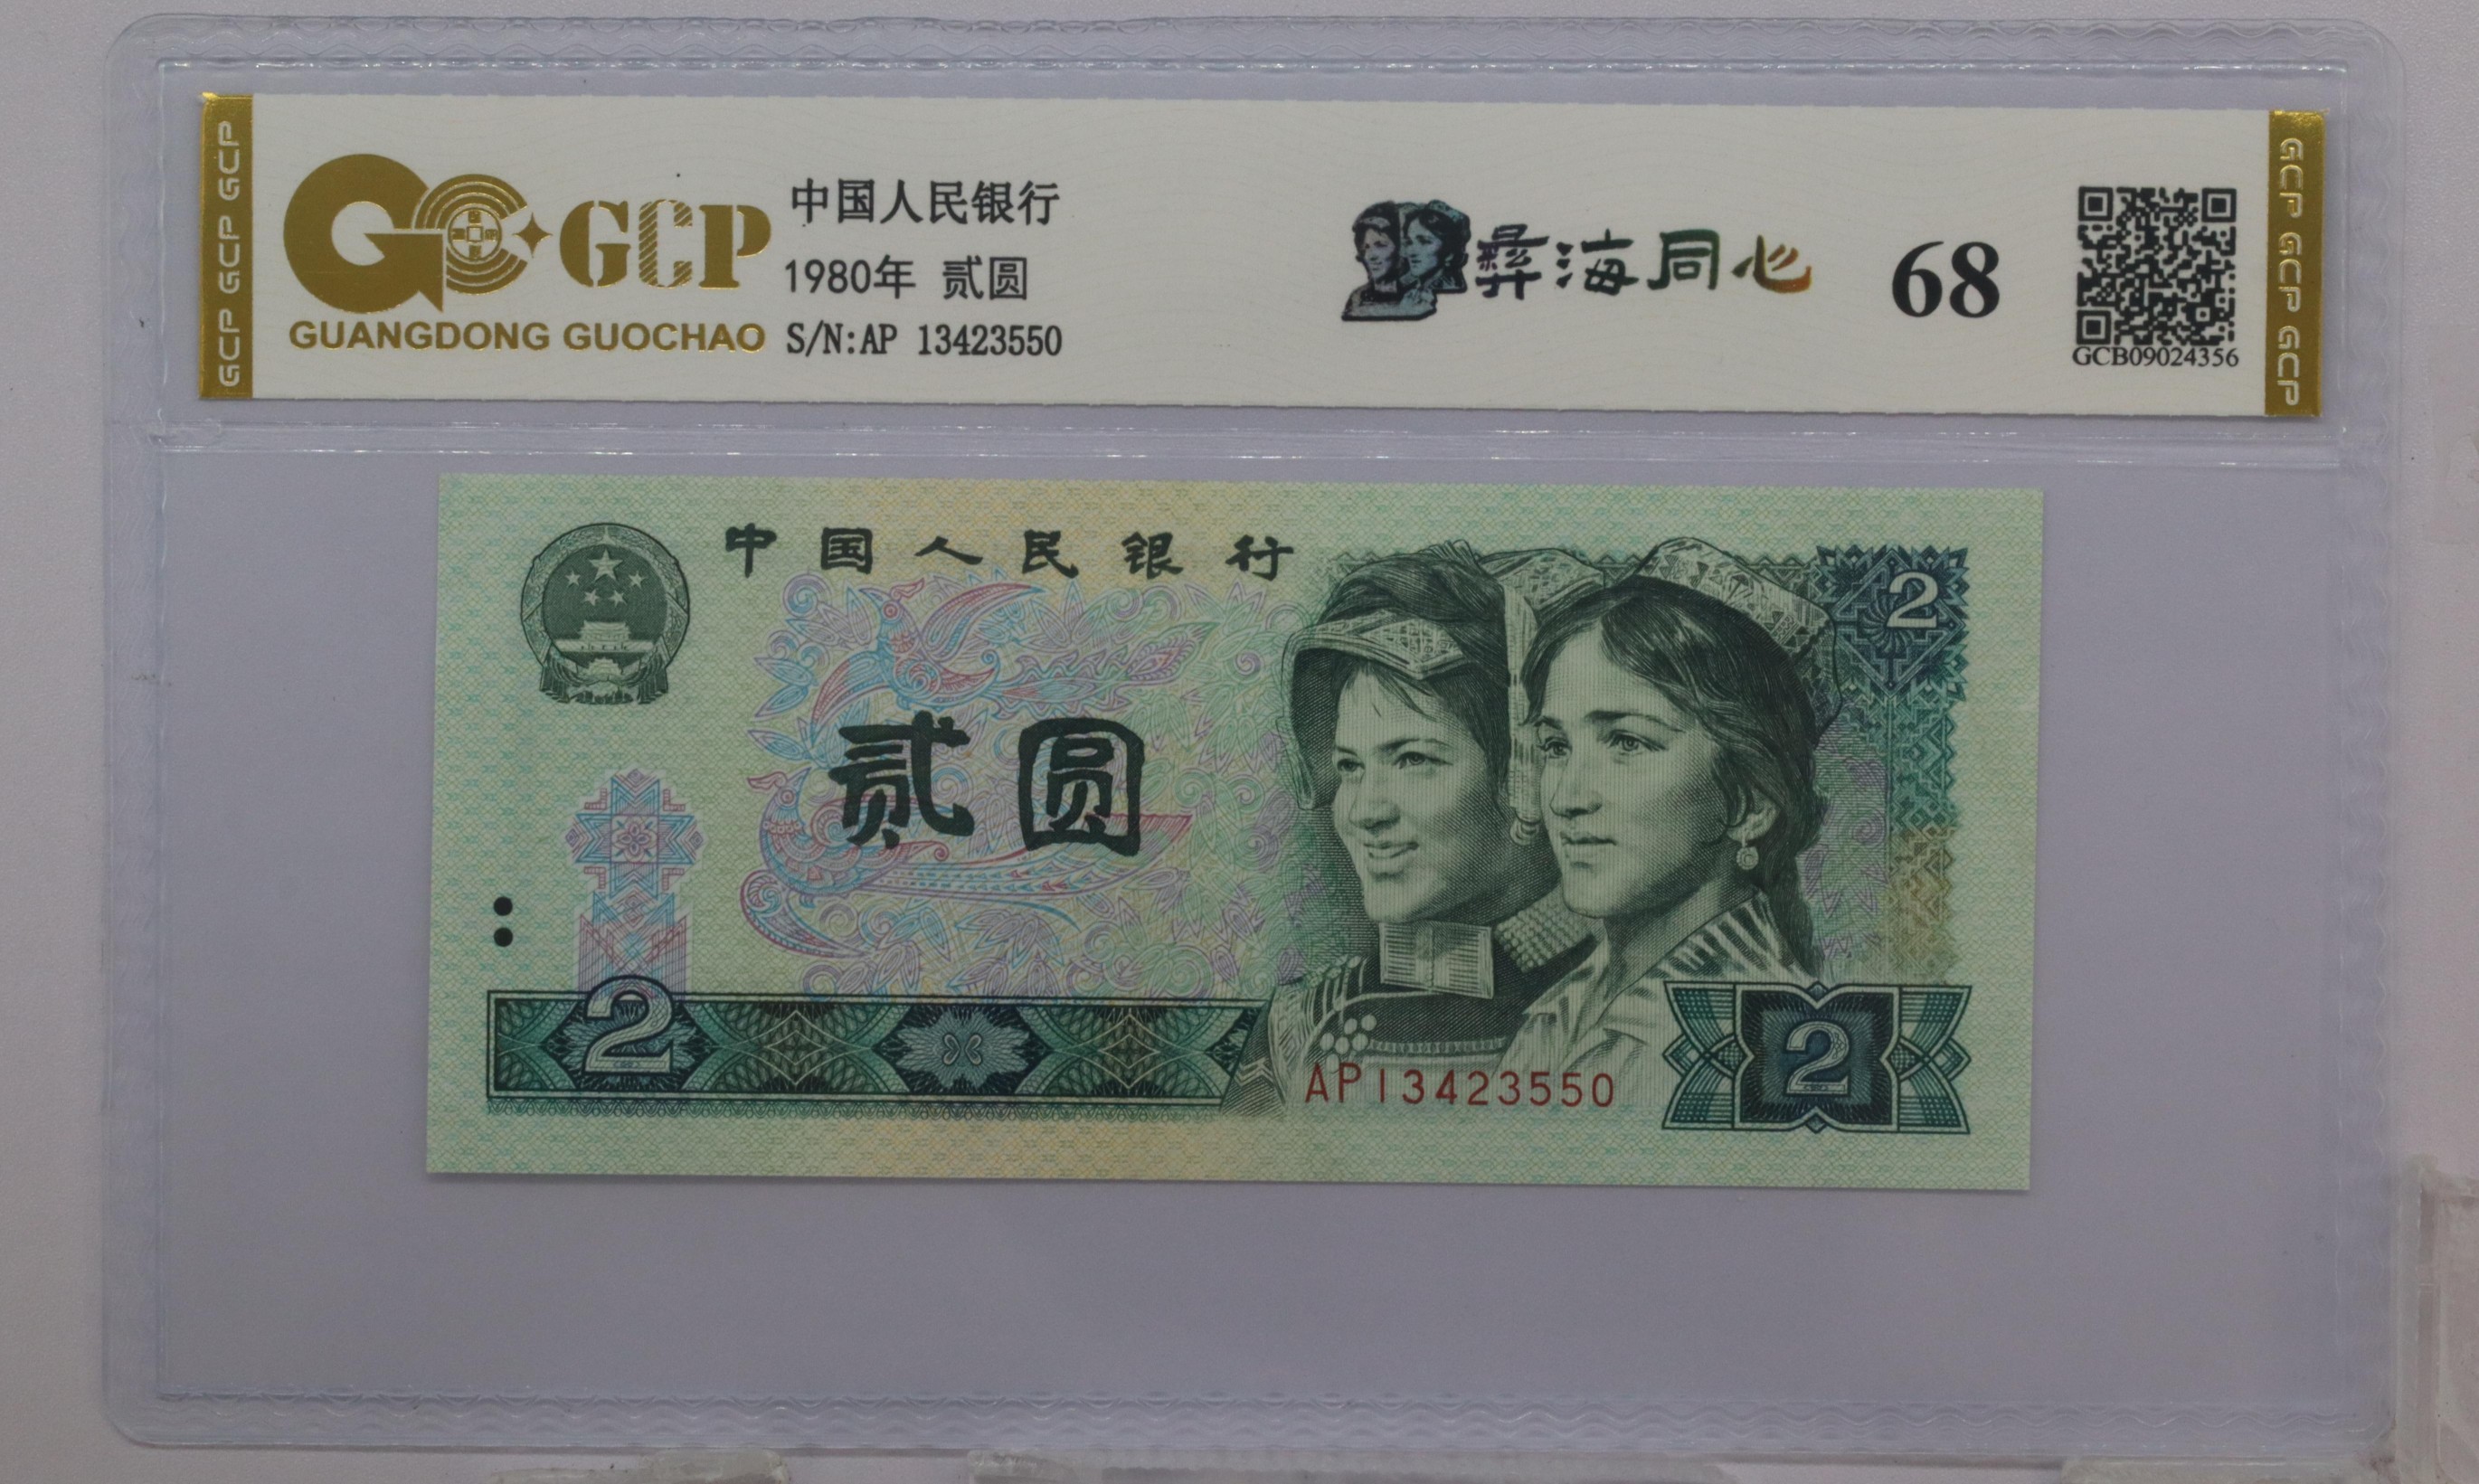 GCP GCP GCP
GCP
GUANGDONG GUOCHAO
中国人民银行
1980年 贰圆
S/N:AP 13423550
彝海同心
68
GCB09024356
GCP GCP GCP
中国人民银行
2
贰圆
2
AP13423550
2